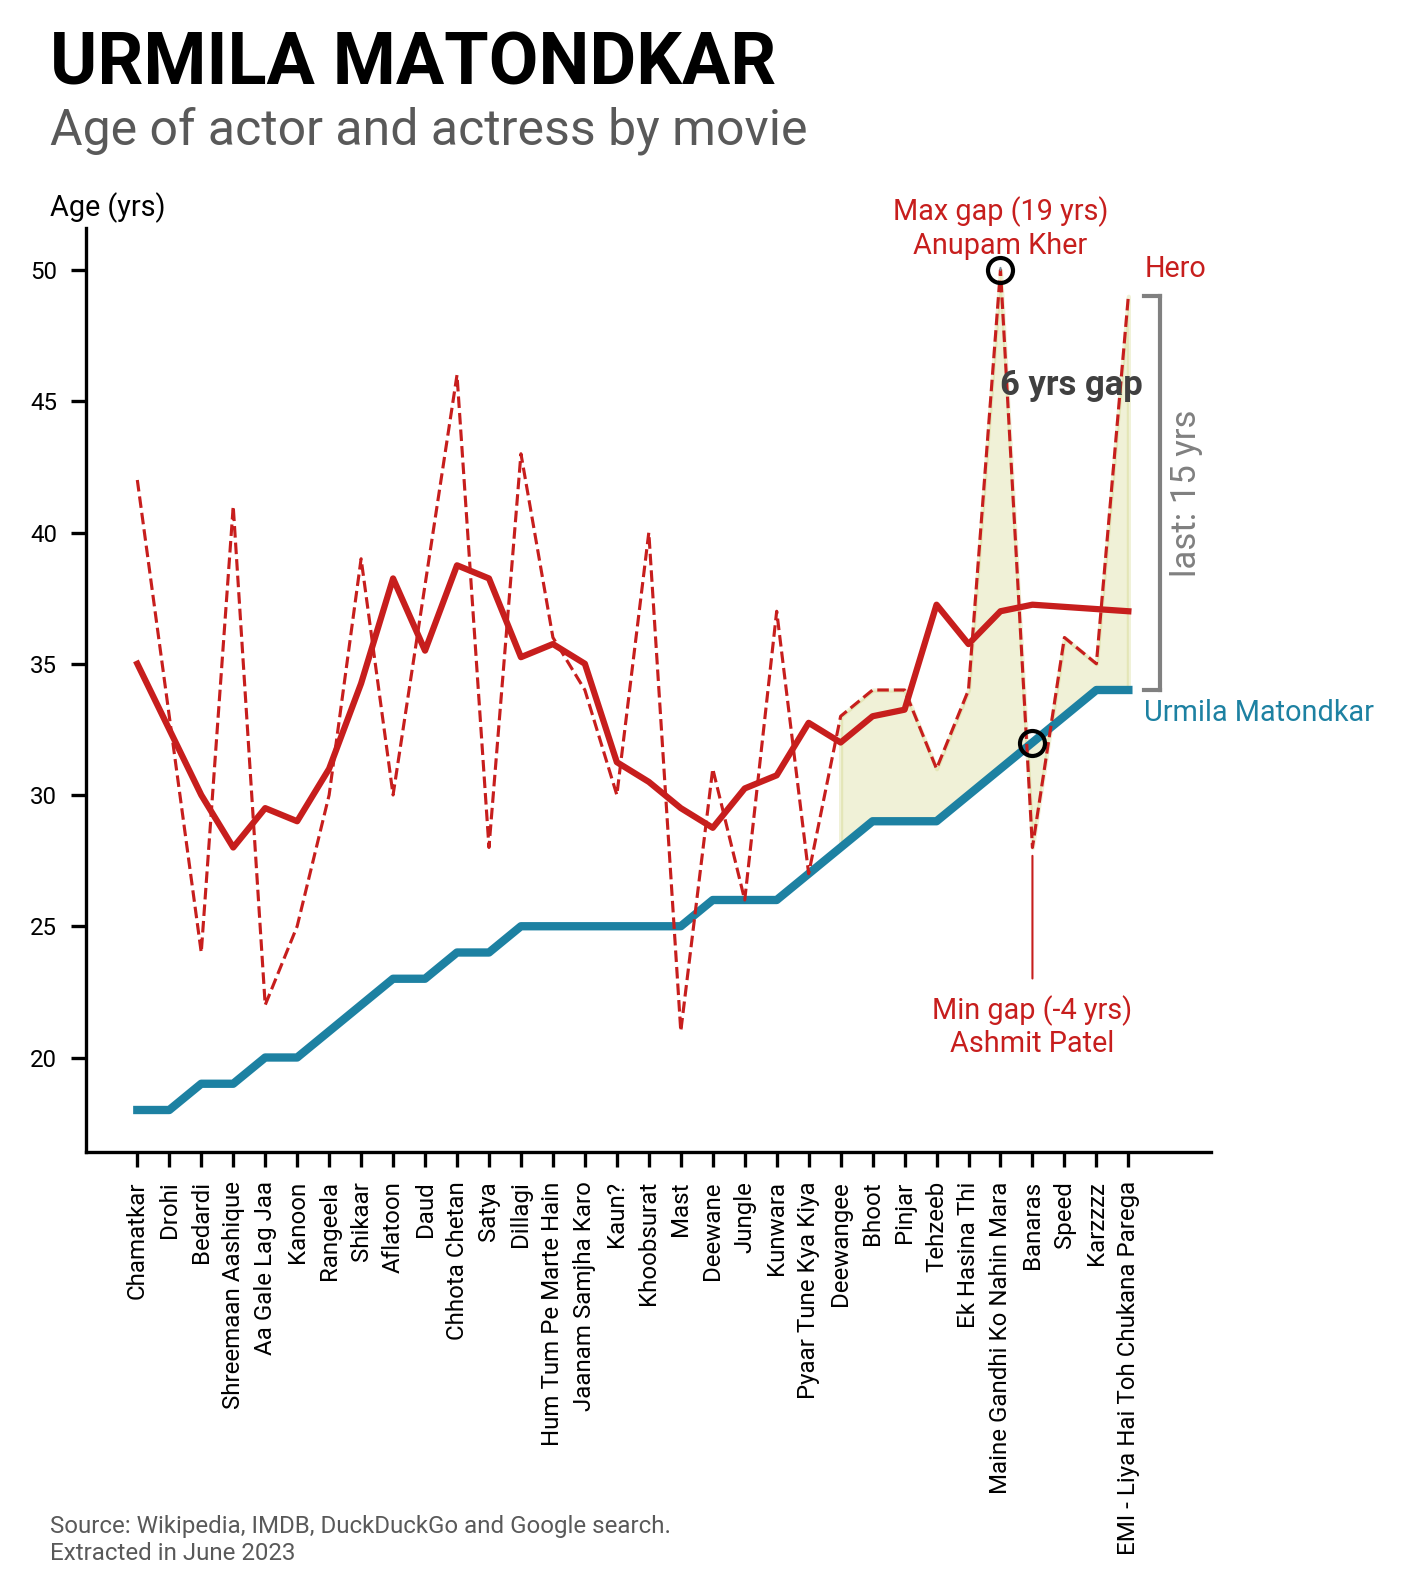 URMILA MATONDKAR
Age of actor and actress by movie
Age (yrs)
Max gap (19 yrs)
Anupam Kher
Hero
50
6 yrs gap
45
last: 15 yrs
40
35
Urmila Matondkar
30
25
Min gap (-4 yrs)
Ashmit Patel
20
Chamatkar
Drohi
Bedardi
Shreemaan Aashique
Aa Gale Lag Jaa
Kanoon
Rangeela
Shikaar
Aflatoon
Daud
Chhota Chetan
Satya
Dillagi
Hum Tum Pe Marte Hain
Jaanam Samjha Karo
Kaun?
Khoobsurat
Mast
Deewane
Jungle
Kunwara
Pyaar Tune Kya Kiya
Deewangee
Bhoot
Pinjar
Tehzeeb
Ek Hasina Thi
Maine Gandhi Ko Nahin Mara
Banaras
Speed
Karzzzz
EMI - Liya Hai Toh Chukana Parega
Source: Wikipedia, IMDB, DuckDuckGo and Google search.
Extracted in June 2023